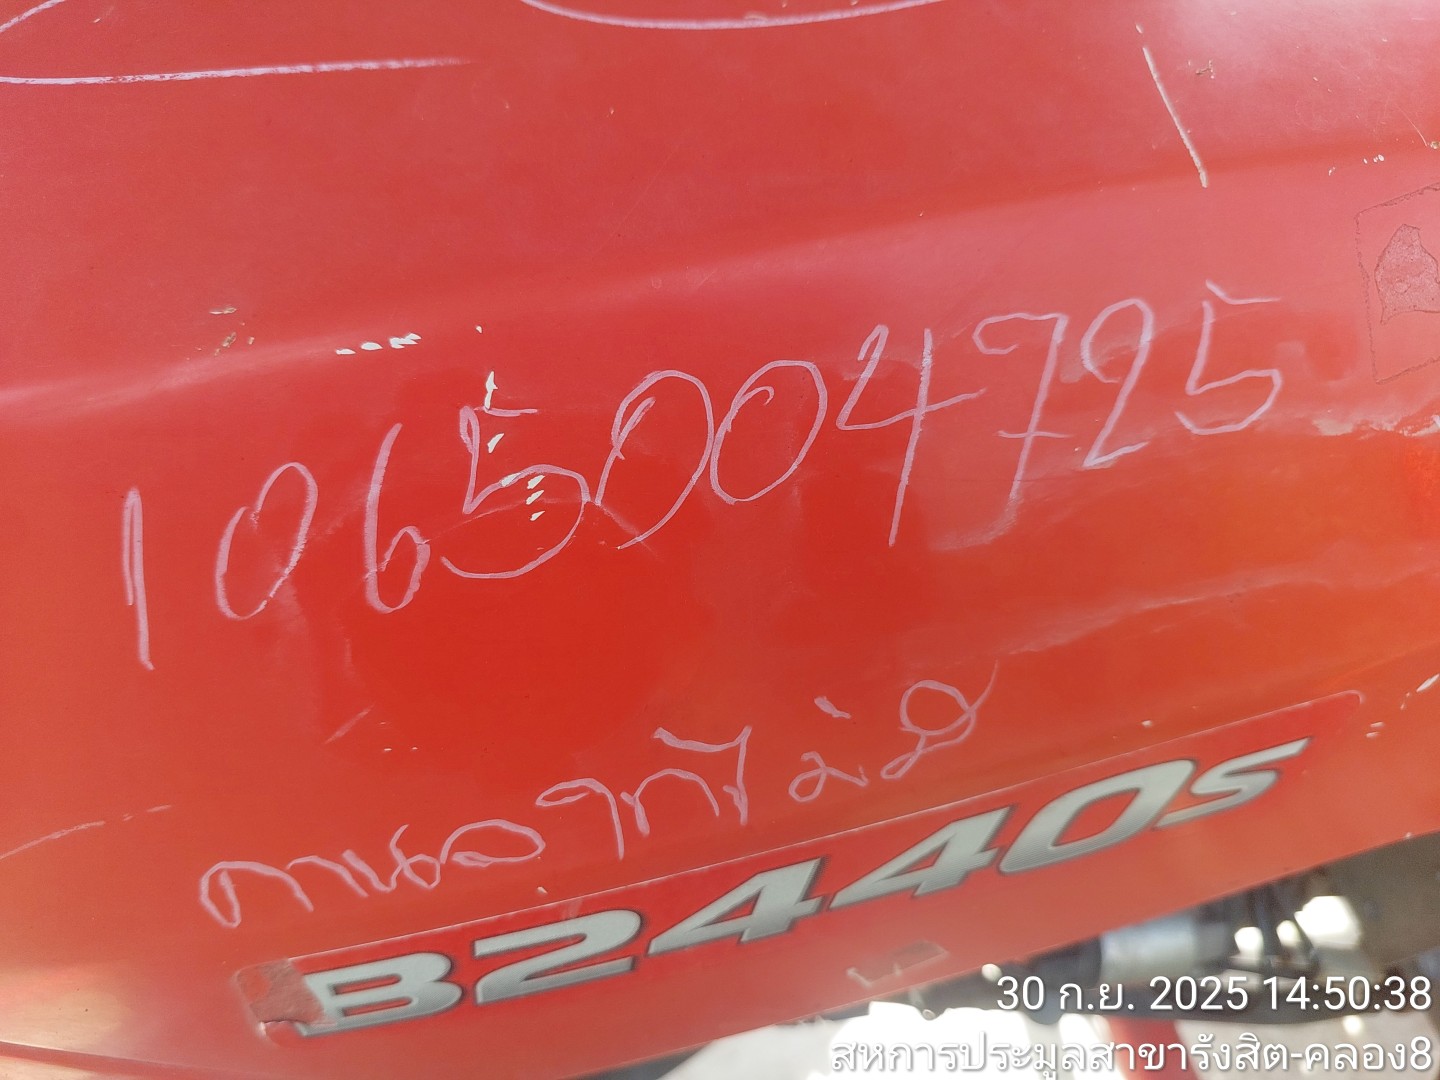 1065004725
คานลากไม่มี
B2440S
30 ก.ย. 2025 14:50:38
สหการประมูลสาขารังสิต-คลอง8